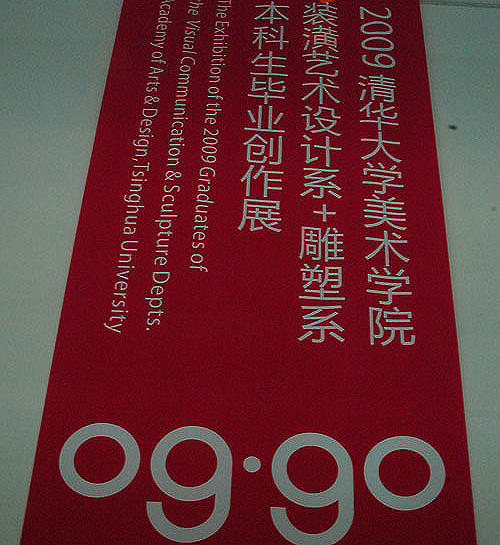 2009 清华大学美术学院
装潢艺术设计系+雕塑系
本科生毕业创作展
The Exhibition of the 2009 Graduates of
the Visual Communication & Sculpture Depts.
Academy of Arts & Design,Tsinghua University
09·90